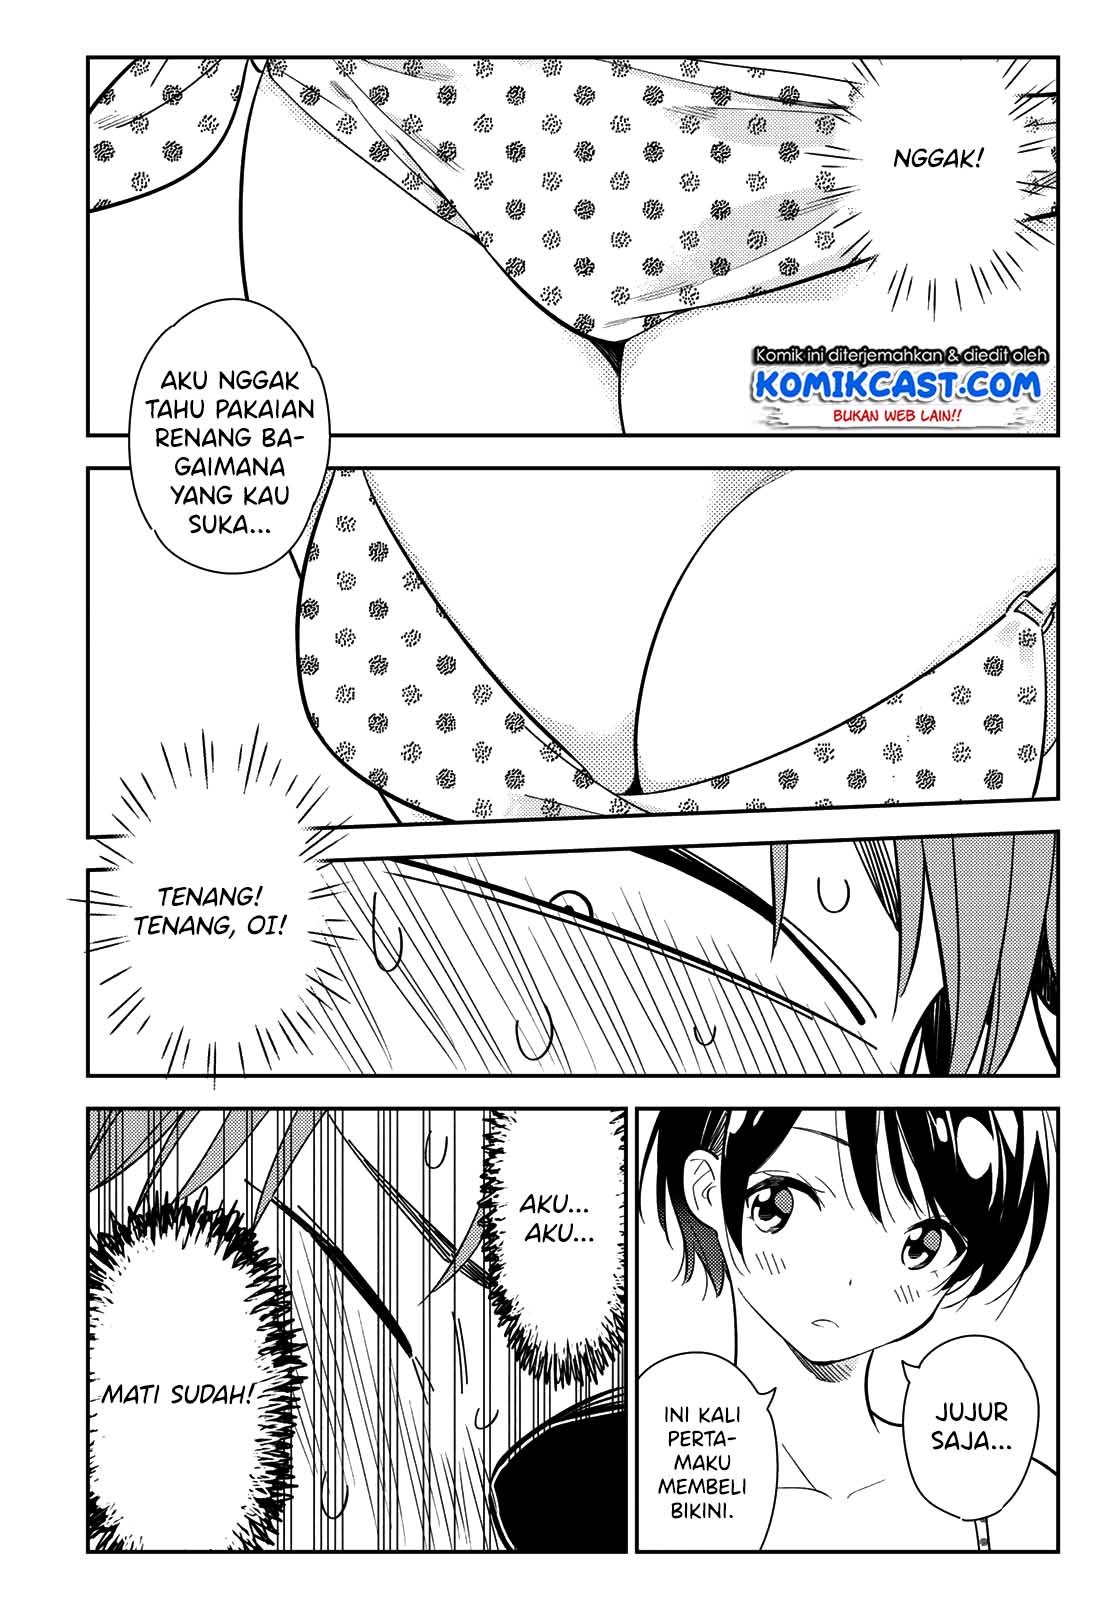 NGGAK!
Komik ini diterjemahkan & diedit oleh
KOMIKCAST.COM
BUKAN WEB LAIN!!
AKU NGGAK
TAHU PAKAIAN
RENANG BA-
GAIMANA
YANG KAU
SUKA...
TENANG!
TENANG, OI!
JUJUR
SAJA...
INI KALI
PERTA-
MAKU
MEMBELI
BIKINI.
AKU...
AKU...
MATI SUDAH!